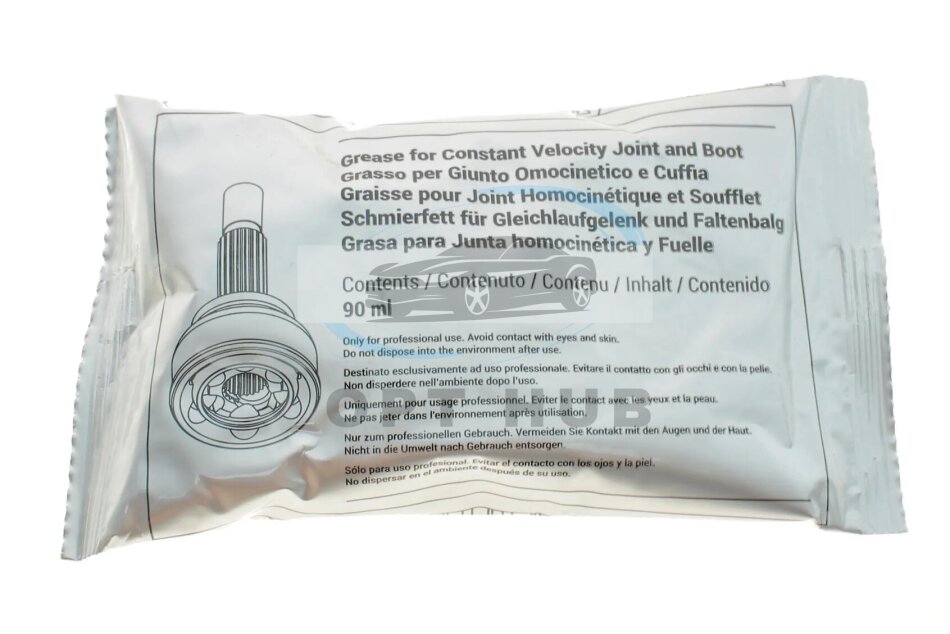 Grease for Constant Velocity Joint and Boot
Grasso per Giunto Omocinetico e Cuffia
Graisse pour Joint Homocinétique et Soufflet
Schmierfett für Gleichlaufgelenk und Faltenbalg
Grasa para Junta homocinética y Fuelle
Contents / Contenuto / Contenu / Inhalt / Contenido
90 ml
Only for professional use. Avoid contact with eyes and skin.
Do not dispose into the environment after use.
Destinato esclusivamente ad uso professionale. Evitare il contatto con gli occhi e con la pelle.
Non disperdere nell'ambiente dopo l'uso.
Uniquement pour usage professionnel. Eviter le contact avec les yeux et la peau.
Ne pas jeter dans l'environnement après utilisation.
OPT HUB
Nur zum professionellen Gebrauch. Vermeiden Sie Kontakt mit den Augen und der Haut.
Nicht in die Umwelt nach Gebrauch entsorgen.
Sólo para uso profesional. Evitar el contacto con los ojos y la piel.
No dispersar en el ambiente después de su uso.